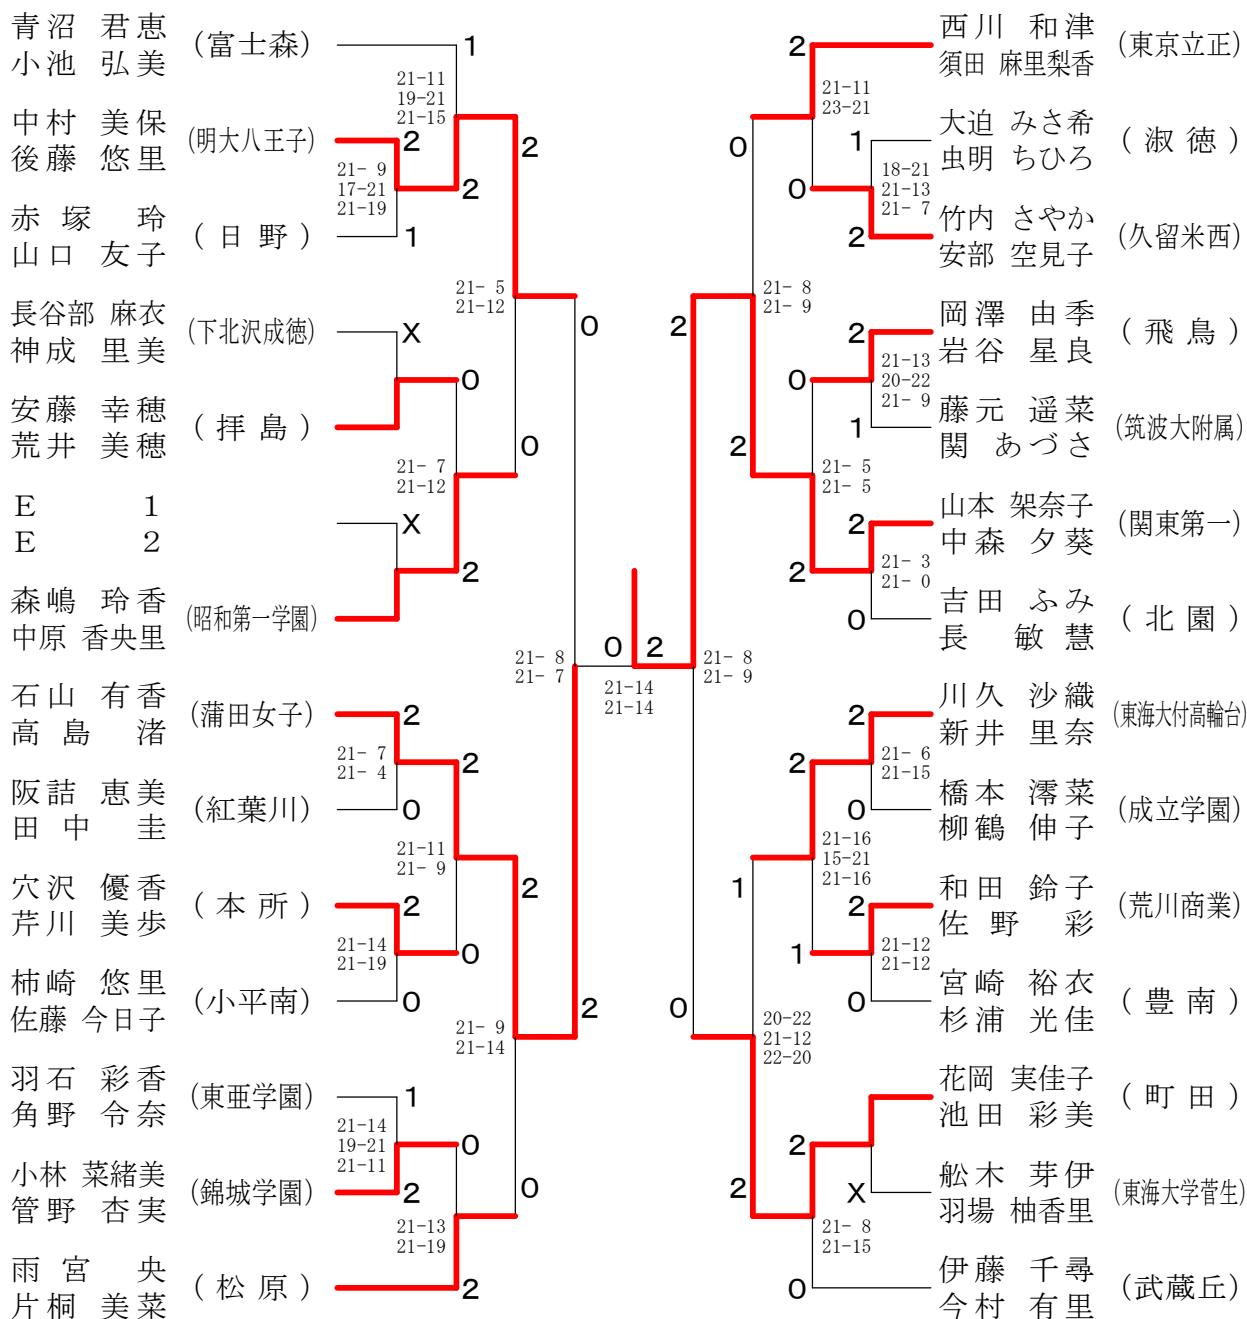 青沼 君恵
小池 弘美
(富士森)
1
21-11
19-21
21-15
中村 美保
後藤 悠里
(明大八王子)
2
2
21- 9
17-21
21-19
2
赤塚 玲
山口 友子
(日野)
1
21- 5
21-12
長谷部 麻衣
神成 里美
(下北沢成徳)
X
0
0
安藤 幸穂
荒井 美穂
(拝島)
0
21- 7
21-12
E 1
E 2
X
2
森嶋 玲香
中原 香央里
(昭和第一学園)
21- 8
21- 7
0
2
21-14
21-14
石山 有香
高島 渚
(蒲田女子)
2
21- 7
21- 4
2
阪詰 恵美
田中 圭
(紅葉川)
0
21-11
21- 9
2
穴沢 優香
芹川 美歩
(本所)
2
21-14
21-19
0
柿崎 悠里
佐藤 今日子
(小平南)
0
2
21- 9
21-14
羽石 彩香
角野 令奈
(東亜学園)
1
21-14
19-21
21-11
0
小林 菜緒美
管野 杏実
(錦城学園)
2
0
21-13
21-19
雨宮 央
片桐 美菜
(松原)
2
西川 和津
須田 麻里梨香
(東京立正)
2
21-11
23-21
0
大迫 みさ希
虫明 ちひろ
(淑徳)
1
18-21
21-13
21- 7
0
竹内 さやか
安部 空見子
(久留米西)
2
21- 8
21- 9
2
岡澤 由季
岩谷 星良
(飛鳥)
2
21-13
20-22
21- 9
0
藤元 遥菜
関 あづさ
(筑波大附属)
1
2
21- 5
21- 5
山本 架奈子
中森 夕葵
(関東第一)
2
21- 3
21- 0
2
吉田 ふみ
長 敏慧
(北園)
0
21- 8
21- 9
川久 沙織
新井 里奈
(東海大付高輪台)
2
21- 6
21-15
2
橋本 澪菜
柳鶴 伸子
(成立学園)
0
21-16
15-21
21-16
1
和田 鈴子
佐野 彩
(荒川商業)
2
21-12
21-12
1
宮崎 裕衣
杉浦 光佳
(豊南)
0
0
20-22
21-12
22-20
花岡 実佳子
池田 彩美
(町田)
2
舩木 芽伊
羽場 柚香里
(東海大学菅生)
X
2
21- 8
21-15
伊藤 千尋
今村 有里
(武蔵丘)
0